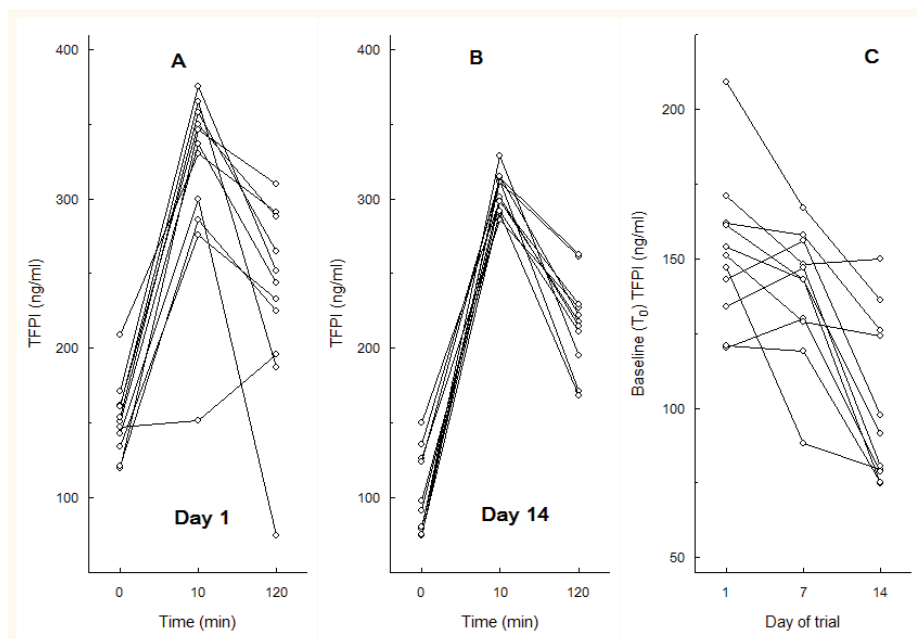 A
400
300
200
100
TFPI (ng/ml)
Day 1
0 10 120
Time (min)
B
400
300
200
100
TFPI (ng/ml)
Day 14
0 10 120
Time (min)
C
200
150
100
50
Baseline (T0) TFPI (ng/ml)
1 7 14
Day of trial